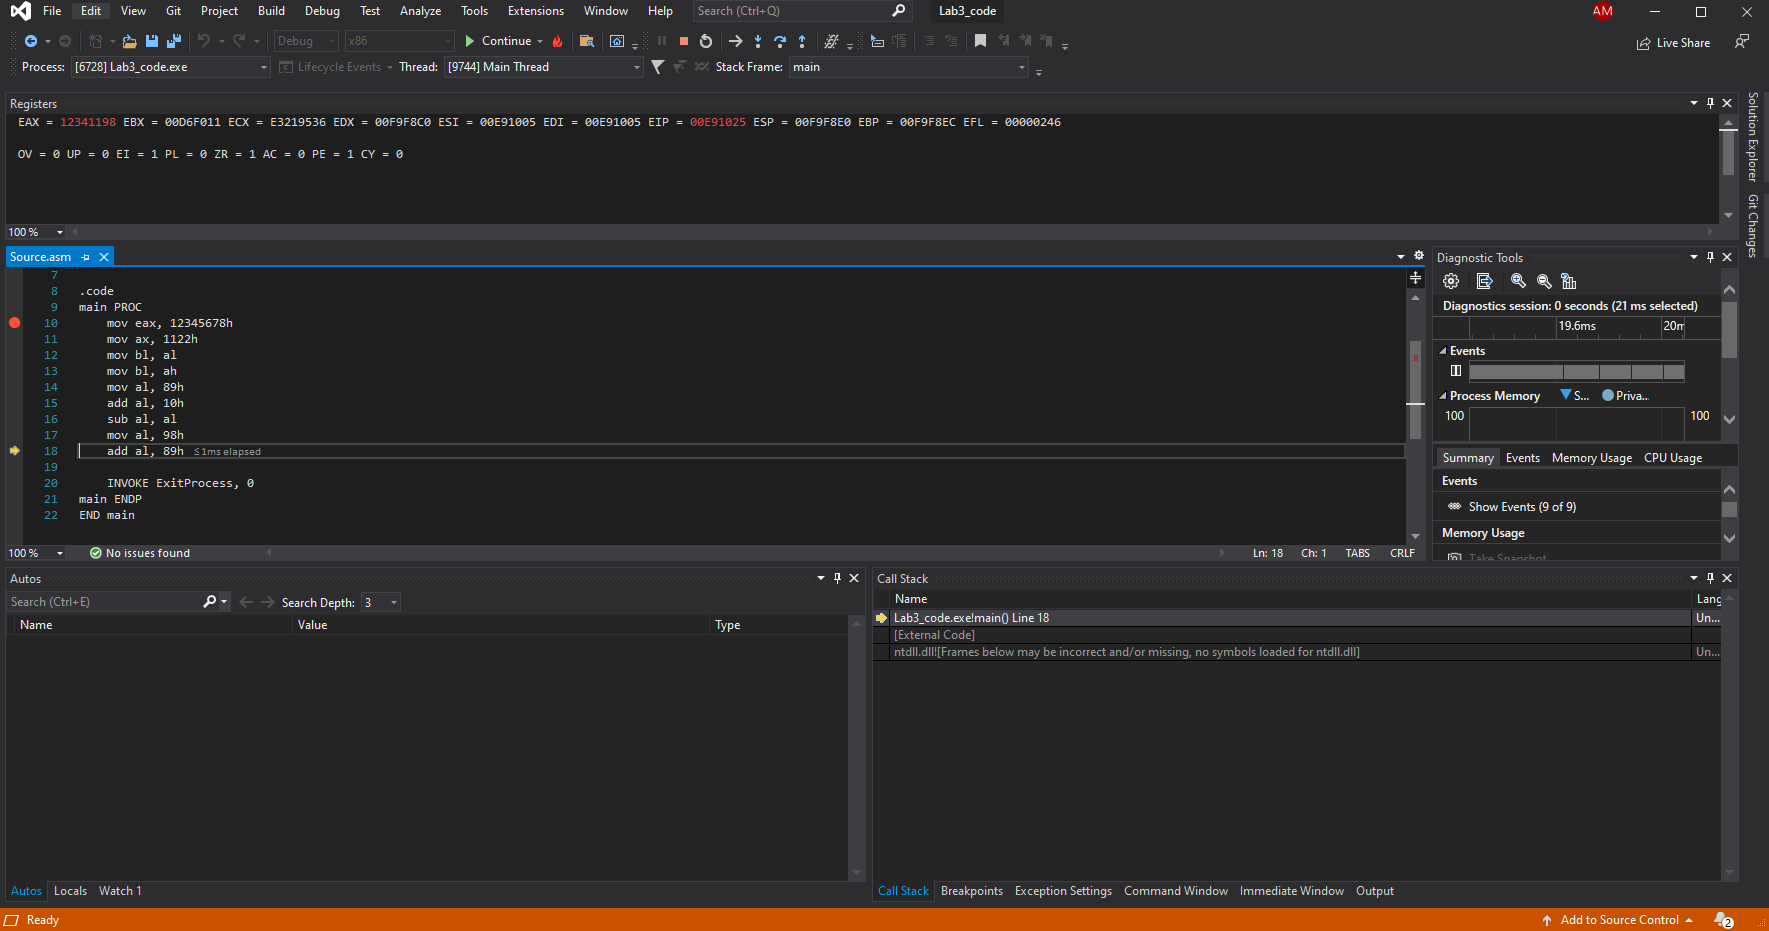 File Edit View Git Project Build Debug Test Analyze Tools Extensions Window Help Search (Ctrl+Q) Lab3_code AM
Debug x86 Continue Live Share
Process: [6728] Lab3_code.exe Lifecycle Events Thread: [9744] Main Thread Stack Frame: main
Registers
EAX = 12341198 EBX = 00D6F011 ECX = E3219536 EDX = 00F9F8C0 ESI = 00E91005 EDI = 00E91005 EIP = 00E91025 ESP = 00F9F8E0 EBP = 00F9F8EC EFL = 00000246
OV = 0 UP = 0 EI = 1 PL = 0 ZR = 1 AC = 0 PE = 1 CY = 0
100 %
Solution Explorer
Git Changes
Source.asm
7
8 .code
9 main PROC
10 mov eax, 12345678h
11 mov ax, 1122h
12 mov bl, al
13 mov bl, ah
14 mov al, 89h
15 add al, 10h
16 sub al, al
17 mov al, 98h
18 add al, 89h ≤1ms elapsed
19
20 INVOKE ExitProcess, 0
21 main ENDP
22 END main
100 % No issues found Ln: 18 Ch: 1 TABS CRLF
Diagnostic Tools
Diagnostics session: 0 seconds (21 ms selected)
19.6ms 20m
Events
Process Memory S... Priva...
100 100
Summary Events Memory Usage CPU Usage
Events
Show Events (9 of 9)
Memory Usage
Take Snapshot
Autos
Search (Ctrl+E) Search Depth: 3
Name Value Type
Autos Locals Watch 1
Call Stack
Name Lang
Lab3_code.exe!main() Line 18 Un...
[External Code]
ntdll.dll![Frames below may be incorrect and/or missing, no symbols loaded for ntdll.dll] Un...
Call Stack Breakpoints Exception Settings Command Window Immediate Window Output
Ready Add to Source Control 2